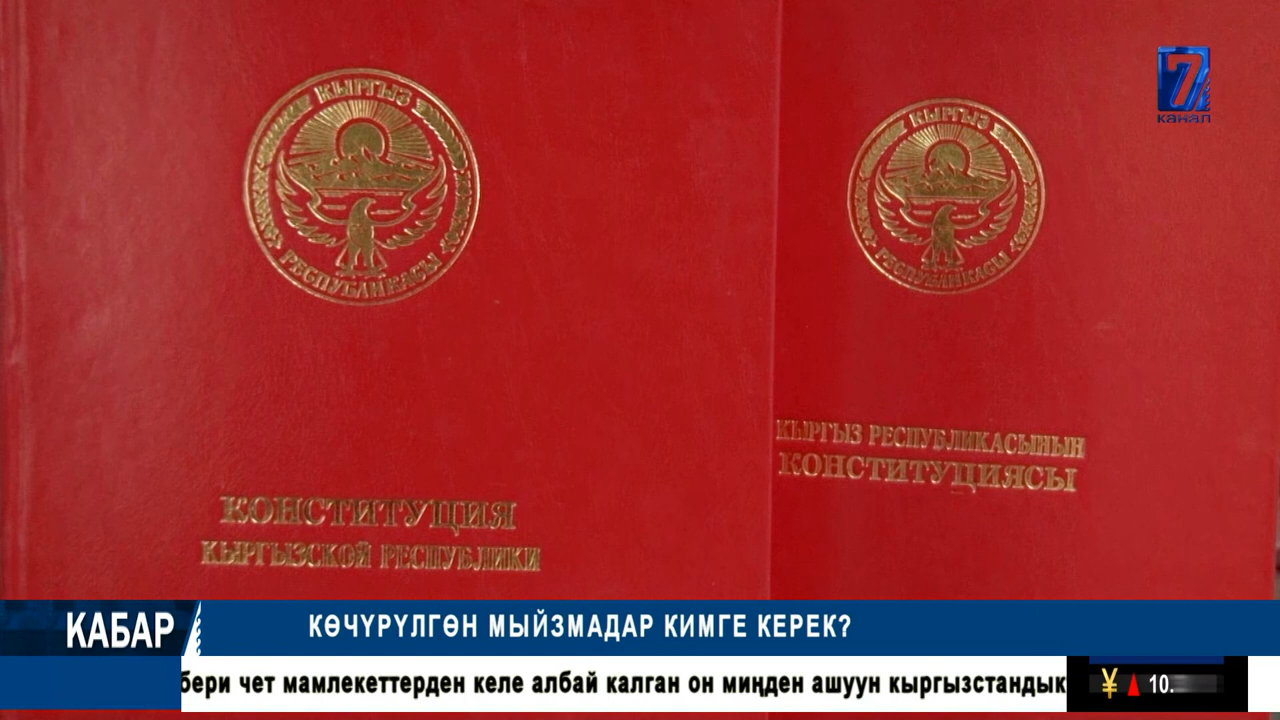 КЫРГЫЗ
РЕСПУБЛИКАСЫ
КОНСТИТУЦИЯ
КЫРГЫЗСКОЙ РЕСПУБЛИКИ
7
канал
КЫРГЫЗ
РЕСПУБЛИКАСЫ
КЫРГЫЗ РЕСПУБЛИКАСЫНЫН
КОНСТИТУЦИЯСЫ
КАБАР
КӨЧҮРҮЛГӨН МЫЙЗМАДАР КИМГЕ КЕРЕК?
бери чет мамлекеттерден келе албай калган он миңден ашуун кыргызстандык
¥ ▲ 10.